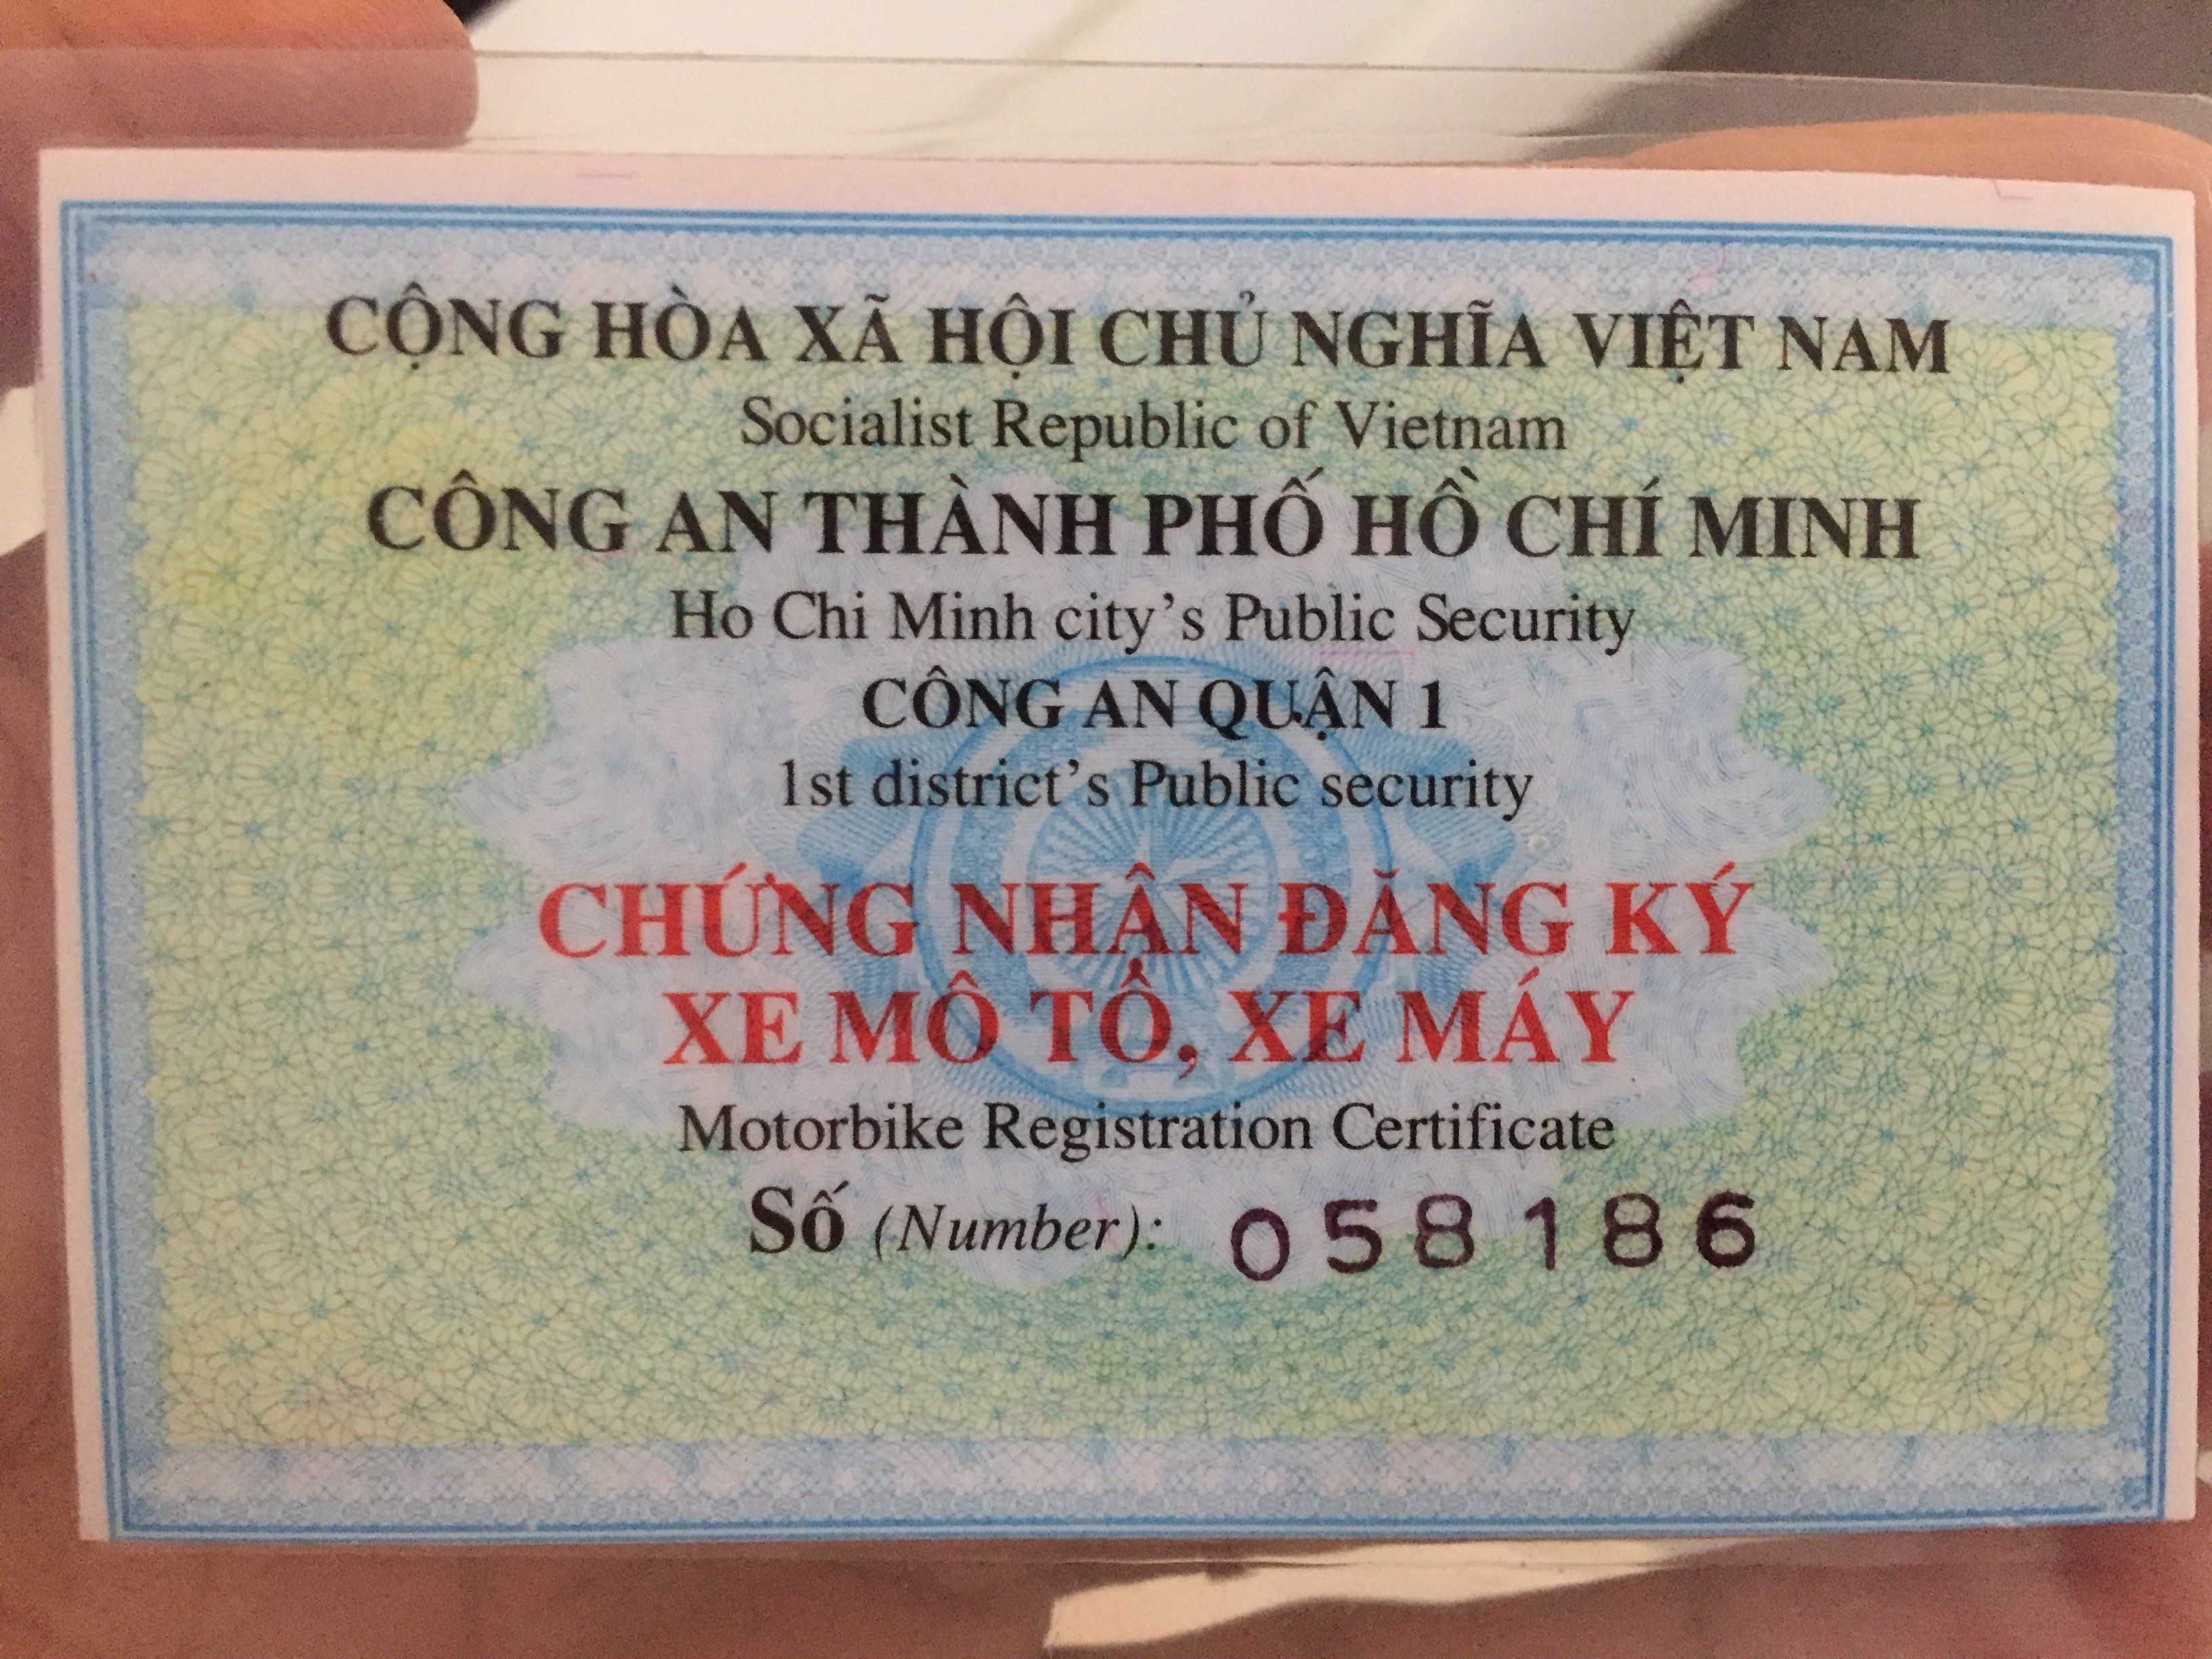 CỘNG HÒA XÃ HỘI CHỦ NGHĨA VIỆT NAM
Socialist Republic of Vietnam
CÔNG AN THÀNH PHỐ HỒ CHÍ MINH
Ho Chi Minh city's Public Security
CÔNG AN QUẬN 1
1st district's Public security
CHỨNG NHẬN ĐĂNG KÝ
XE MÔ TÔ, XE MÁY
Motorbike Registration Certificate
Số (Number): 058186